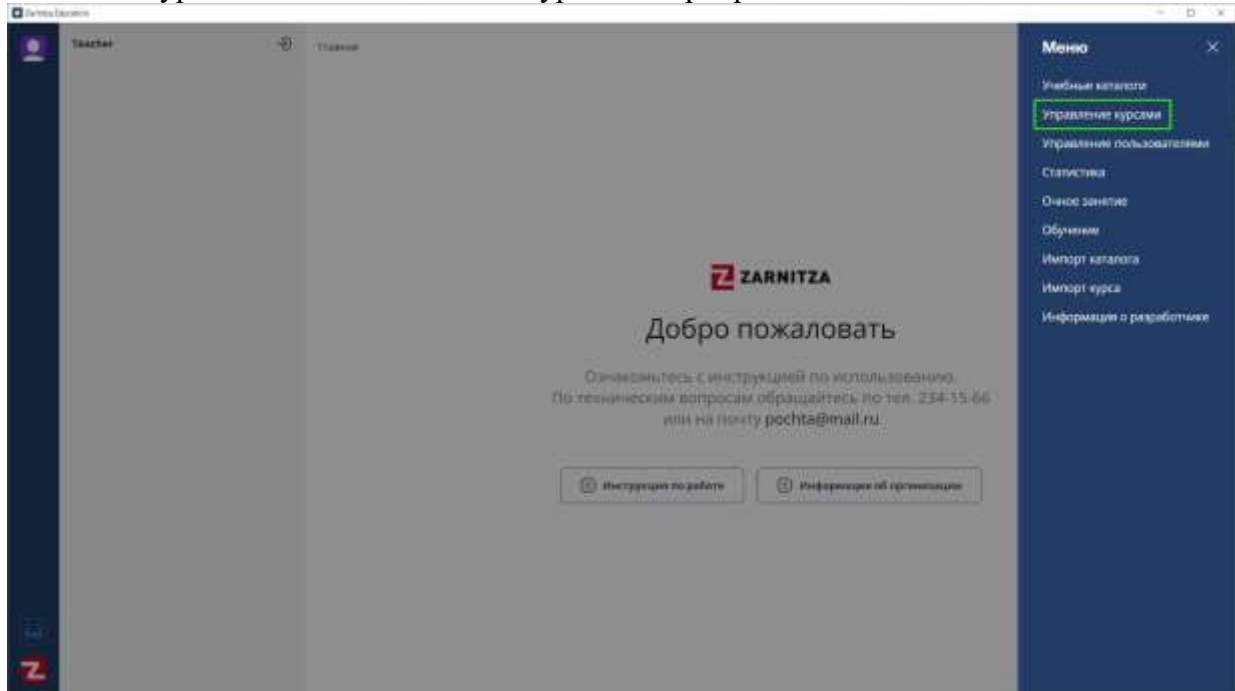 Zarnitza Education
Teacher
Главная
Меню
Учебные каталоги
Управление курсами
Управление пользователями
Статистика
Очное занятие
Обучение
Импорт каталога
Импорт курса
Информация о разработчике
ZARNITZA
Добро пожаловать
Ознакомьтесь с инструкцией по использованию.
По техническим вопросам обращайтесь по тел. 234-15-66
или на почту pochta@mail.ru
Инструкция по работе
Информация об организации